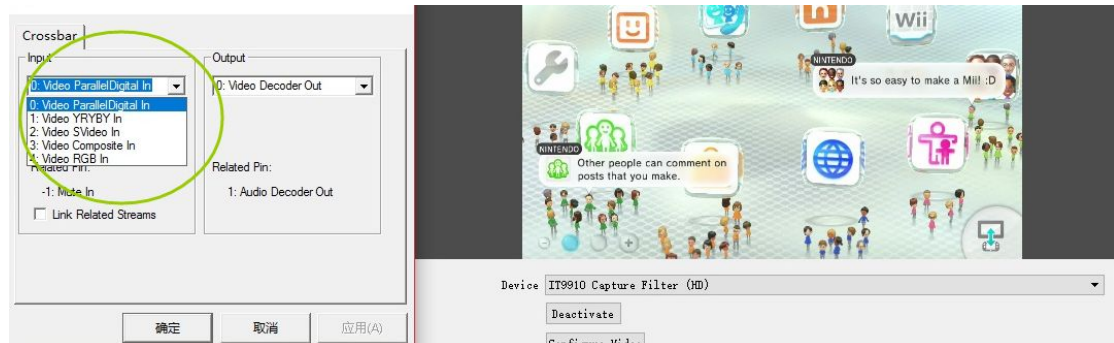 Crossbar
Input
Output
0: Video ParallelDigital In
0: Video Decoder Out
0: Video ParallelDigital In
1: Video YRYBY In
2: Video SVideo In
3: Video Composite In
4: Video RGB In
Related Pin:
Related Pin:
-1: Mute In
1: Audio Decoder Out
Link Related Streams
确定
取消
应用(A)
Wii
NINTENDO
It's so easy to make a Mii! :D
NINTENDO
Other people can comment on
posts that you make.
Device
IT9910 Capture Filter (HD)
Deactivate
Configure Video